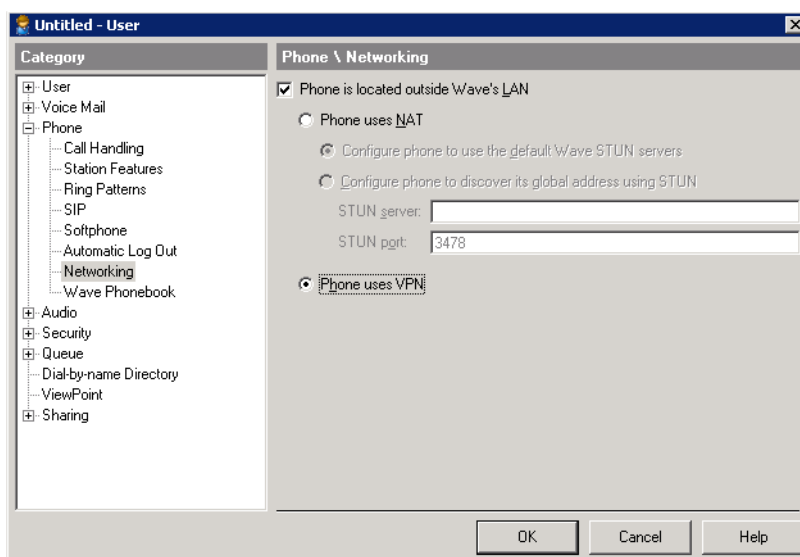 Untitled - User
Category
User
Voice Mail
Phone
Call Handling
Station Features
Ring Patterns
SIP
Softphone
Automatic Log Out
Networking
Wave Phonebook
Audio
Security
Queue
Dial-by-name Directory
ViewPoint
Sharing
Phone \ Networking
Phone is located outside Wave's LAN
Phone uses NAT
Configure phone to use the default Wave STUN servers
Configure phone to discover its global address using STUN
STUN server:
STUN port: 3478
Phone uses VPN
OK Cancel Help